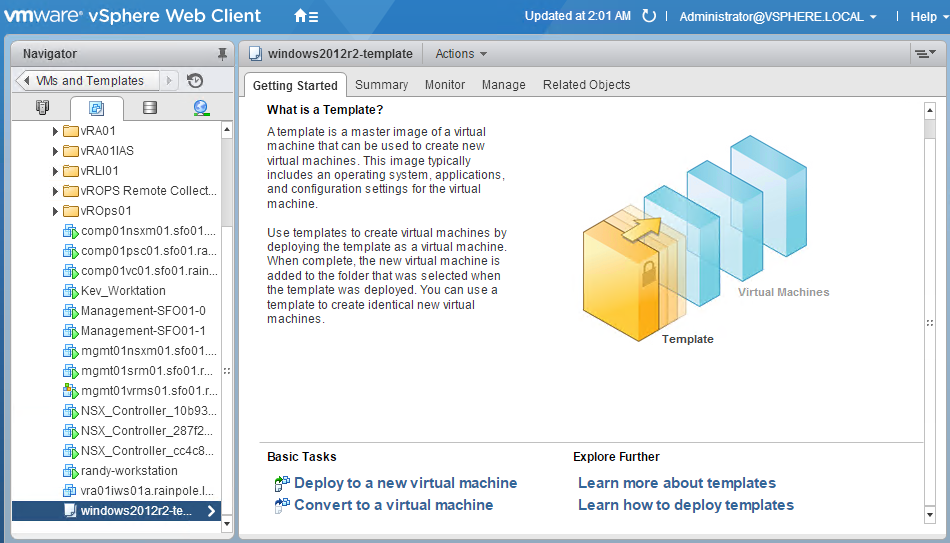 vmware® vSphere Web Client
Updated at 2:01 AM
Administrator@VSPHERE.LOCAL
Help
Navigator
VMs and Templates
vRA01
vRA01IAS
vRLI01
vROPS Remote Collect...
vROps01
comp01nsxm01.sfo01....
comp01psc01.sfo01.ra...
comp01vc01.sfo01.rain...
Kev_Worktation
Management-SFO01-0
Management-SFO01-1
mgmt01nsxm01.sfo01....
mgmt01srm01.sfo01.r...
mgmt01vrms01.sfo01.r...
NSX_Controller_10b93...
NSX_Controller_287f2...
NSX_Controller_cc4c8...
randy-workstation
vra01iws01a.rainpole.l...
windows2012r2-te...
windows2012r2-template
Actions
Getting Started Summary Monitor Manage Related Objects
What is a Template?
A template is a master image of a virtual
machine that can be used to create new
virtual machines. This image typically
includes an operating system, applications,
and configuration settings for the virtual
machine.
Use templates to create virtual machines by
deploying the template as a virtual machine.
When complete, the new virtual machine is
added to the folder that was selected when
the template was deployed. You can use a
template to create identical new virtual
machines.
Virtual Machines
Template
Basic Tasks
Deploy to a new virtual machine
Convert to a virtual machine
Explore Further
Learn more about templates
Learn how to deploy templates